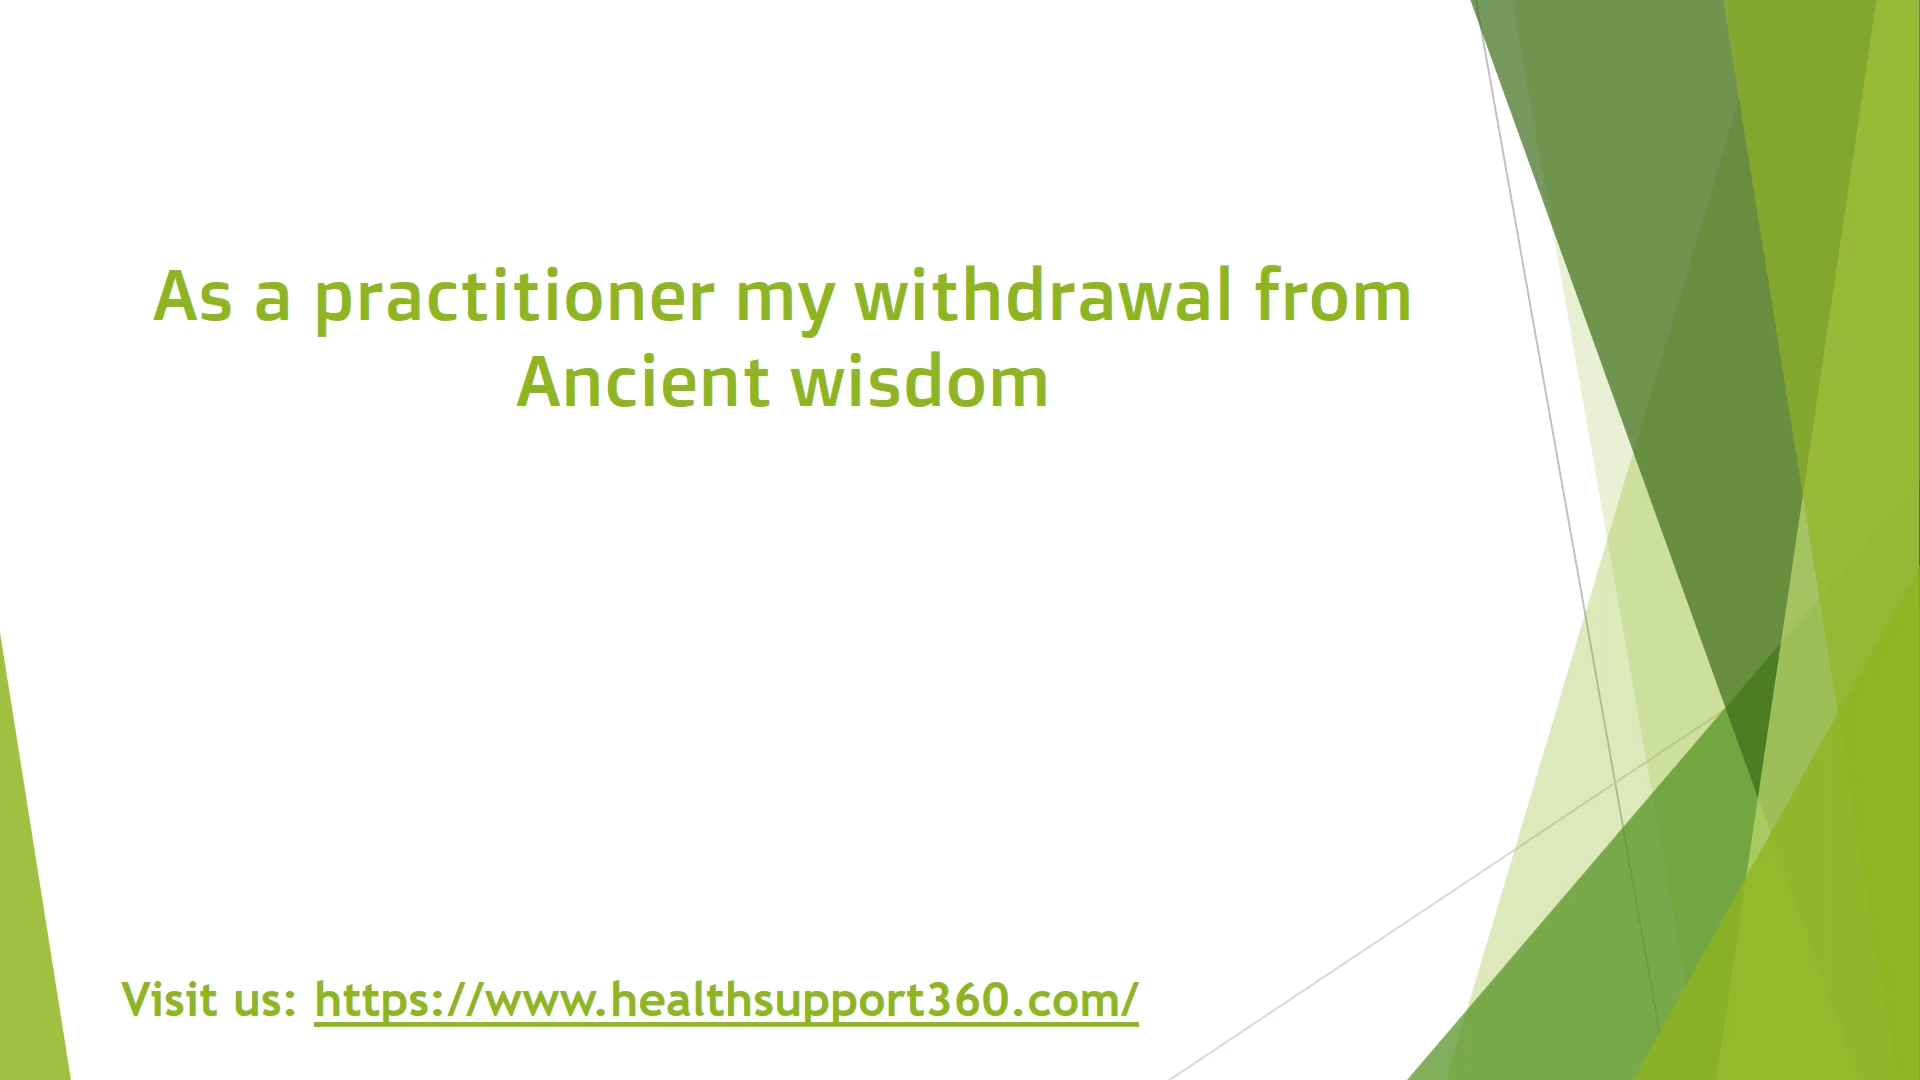 As a practitioner my withdrawal from
Ancient wisdom
Visit us: https://www.healthsupport360.com/